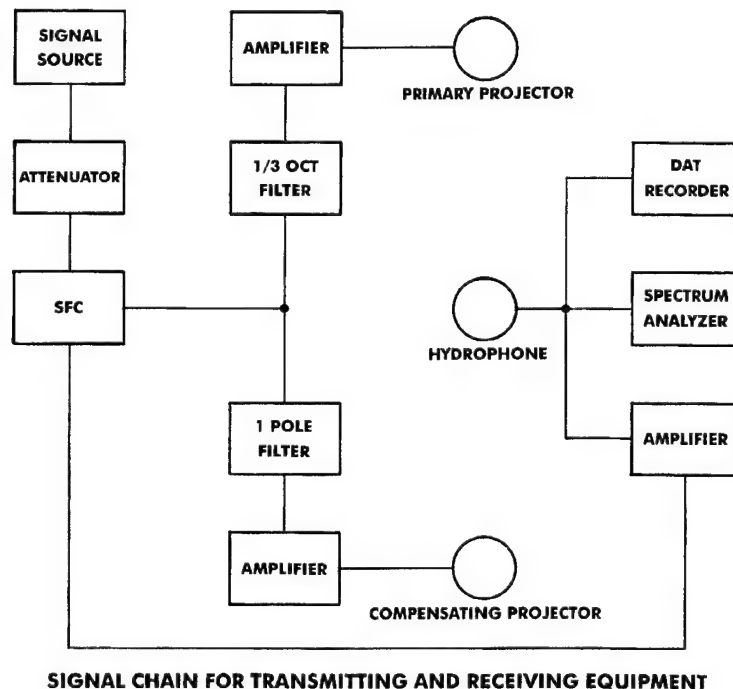 SIGNAL
SOURCE
AMPLIFIER
PRIMARY PROJECTOR
ATTENUATOR
1/3 OCT
FILTER
DAT
RECORDER
SFC
HYDROPHONE
SPECTRUM
ANALYZER
1 POLE
FILTER
AMPLIFIER
AMPLIFIER
COMPENSATING PROJECTOR
SIGNAL CHAIN FOR TRANSMITTING AND RECEIVING EQUIPMENT